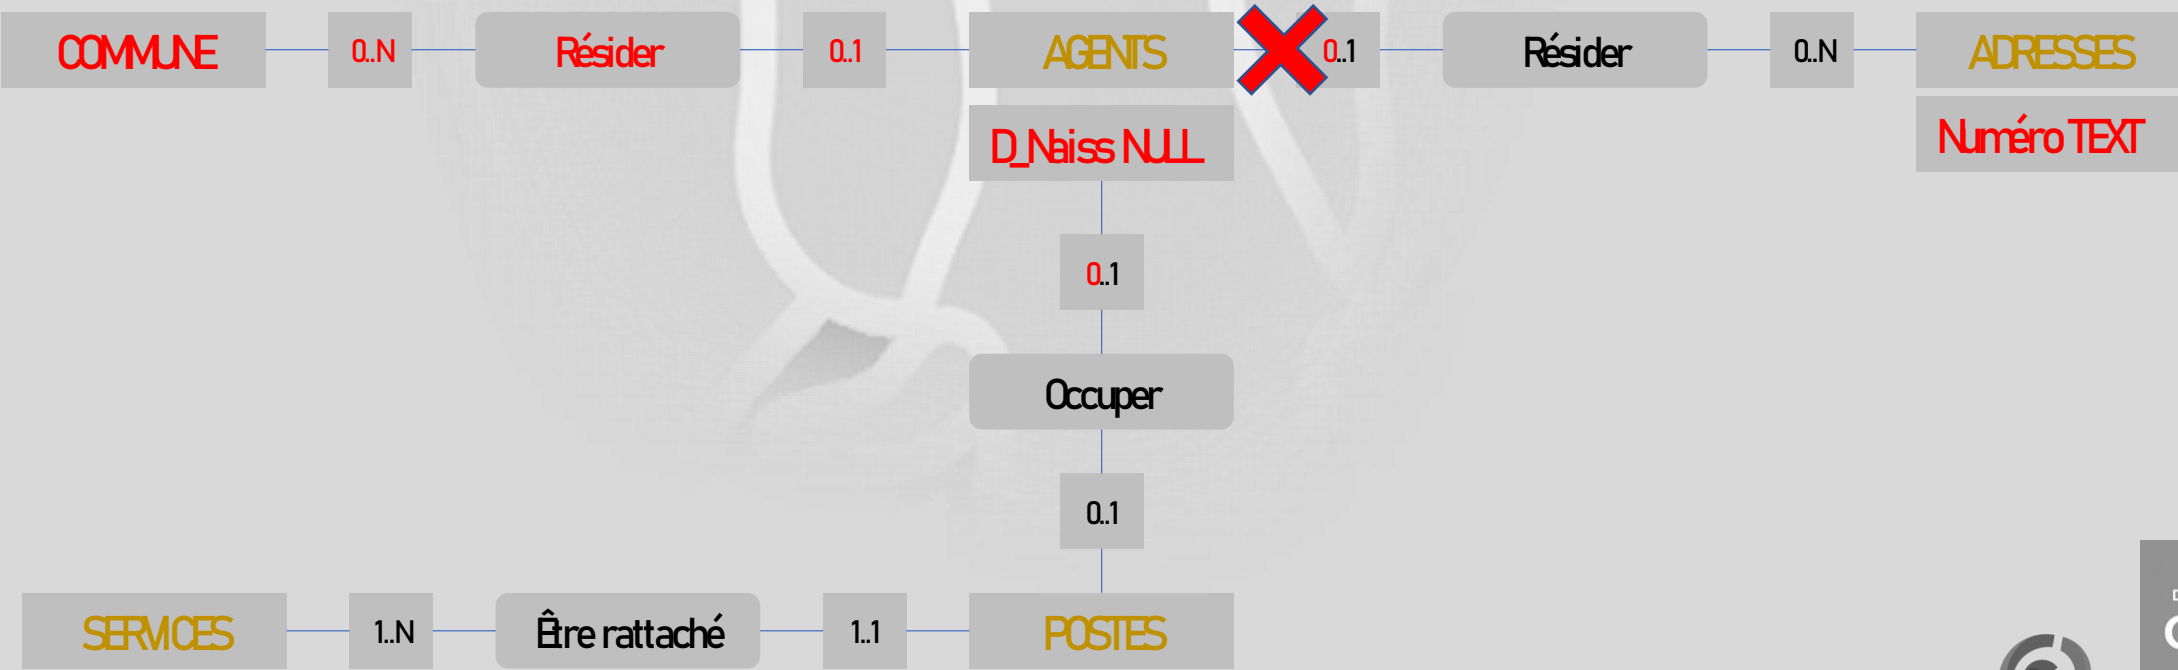 COMMUNE 0..N Résider 0..1 AGENTS 0..1 Résider 0..N ADRESSES
D_Naiss NULL Numéro TEXT
0..1
Occuper
0..1
SERVICES 1..N Être rattaché 1..1 POSTES